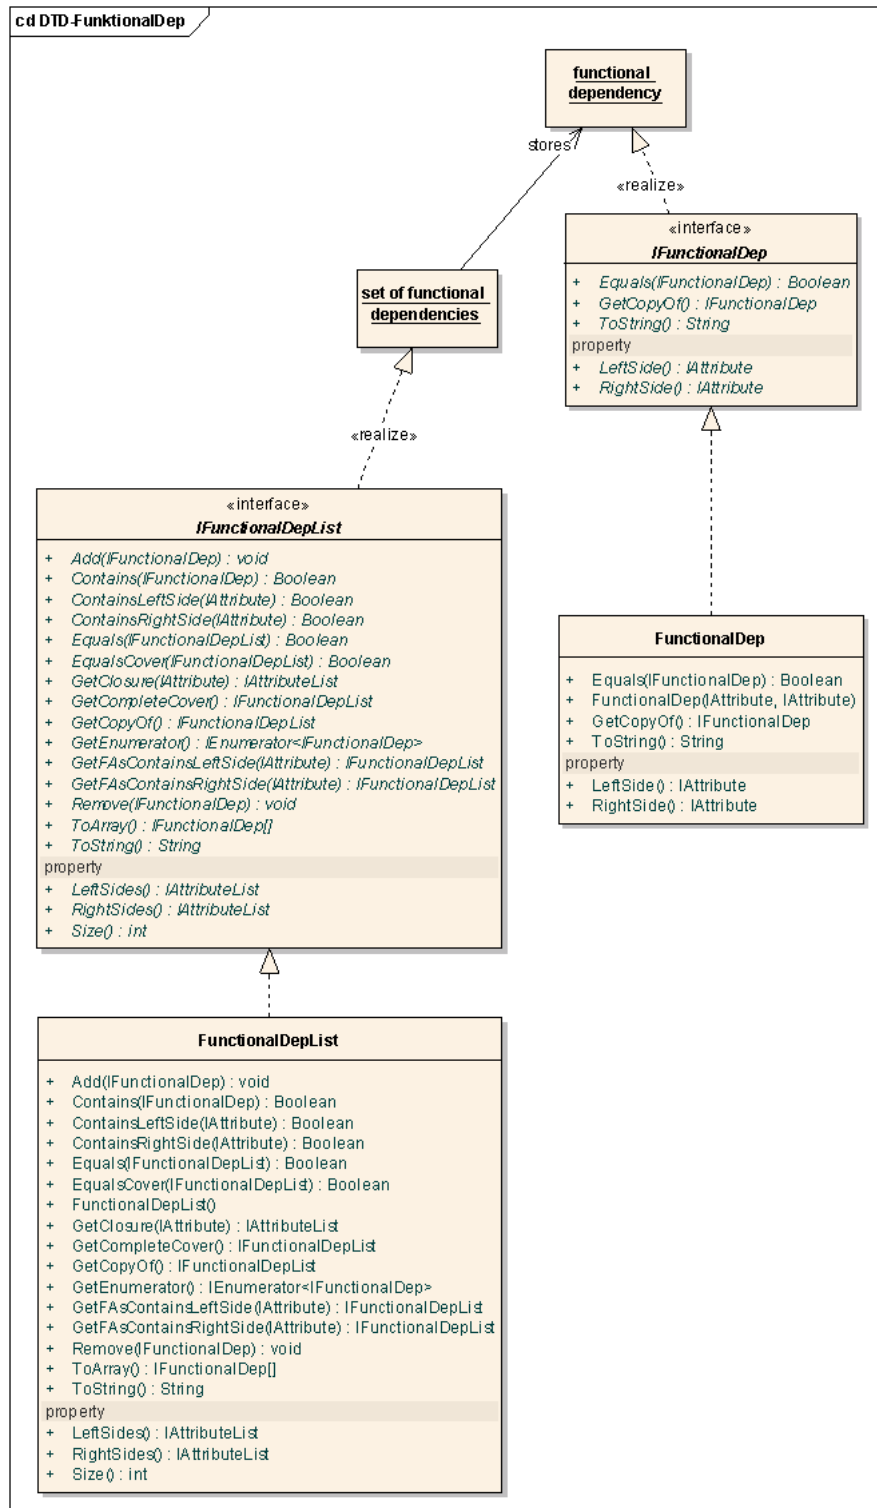 cd DTD-FunktionalDep
functional
dependency
stores
«realize»
«interface»
IFunctionalDep
+ Equals(IFunctionalDep) : Boolean
+ GetCopyOf() : IFunctionalDep
+ ToString() : String
property
+ LeftSide() : IAttribute
+ RightSide() : IAttribute
set of functional
dependencies
«realize»
«interface»
IFunctionalDepList
+ Add(IFunctionalDep) : void
+ Contains(IFunctionalDep) : Boolean
+ ContainsLeftSide(IAttribute) : Boolean
+ ContainsRightSide(IAttribute) : Boolean
+ Equals(IFunctionalDepList) : Boolean
+ EqualsCover(IFunctionalDepList) : Boolean
+ GetClosure(IAttribute) : IAttributeList
+ GetCompleteCover() : IFunctionalDepList
+ GetCopyOf() : IFunctionalDepList
+ GetEnumerator() : IEnumerator<IFunctionalDep>
+ GetFAsContainsLeftSide(IAttribute) : IFunctionalDepList
+ GetFAsContainsRightSide(IAttribute) : IFunctionalDepList
+ Remove(IFunctionalDep) : void
+ ToArray() : IFunctionalDep[]
+ ToString() : String
property
+ LeftSides() : IAttributeList
+ RightSides() : IAttributeList
+ Size() : int
FunctionalDep
+ Equals(IFunctionalDep) : Boolean
+ FunctionalDep(IAttribute, IAttribute)
+ GetCopyOf() : IFunctionalDep
+ ToString() : String
property
+ LeftSide() : IAttribute
+ RightSide() : IAttribute
FunctionalDepList
+ Add(IFunctionalDep) : void
+ Contains(IFunctionalDep) : Boolean
+ ContainsLeftSide(IAttribute) : Boolean
+ ContainsRightSide(IAttribute) : Boolean
+ Equals(IFunctionalDepList) : Boolean
+ EqualsCover(IFunctionalDepList) : Boolean
+ FunctionalDepList()
+ GetClosure(IAttribute) : IAttributeList
+ GetCompleteCover() : IFunctionalDepList
+ GetCopyOf() : IFunctionalDepList
+ GetEnumerator() : IEnumerator<IFunctionalDep>
+ GetFAsContainsLeftSide(IAttribute) : IFunctionalDepList
+ GetFAsContainsRightSide(IAttribute) : IFunctionalDepList
+ Remove(IFunctionalDep) : void
+ ToArray() : IFunctionalDep[]
+ ToString() : String
property
+ LeftSides() : IAttributeList
+ RightSides() : IAttributeList
+ Size() : int